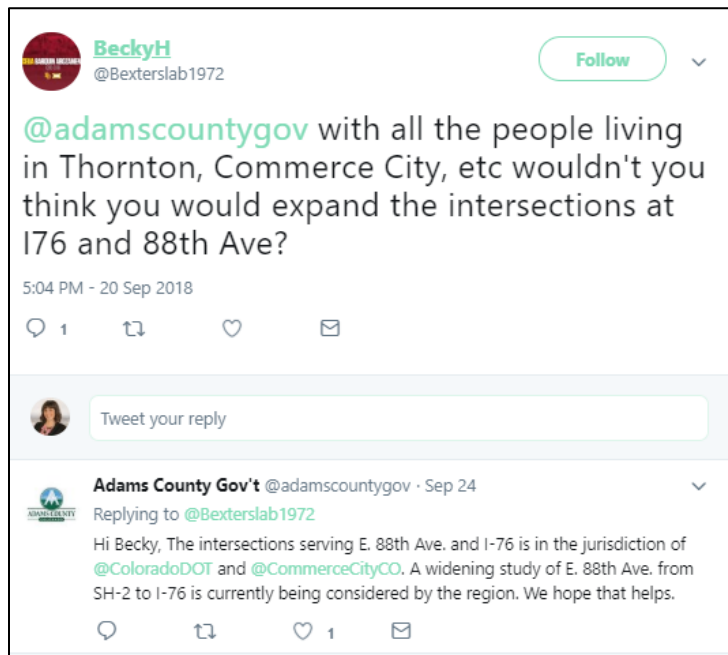 BeckyH
@Bexterslab1972
Follow
@adamscountygov with all the people living
in Thornton, Commerce City, etc wouldn't you
think you would expand the intersections at
I76 and 88th Ave?
5:04 PM - 20 Sep 2018
1
Tweet your reply
Adams County Gov't @adamscountygov · Sep 24
ADAMS COUNTY
Replying to @Bexterslab1972
Hi Becky, The intersections serving E. 88th Ave. and I-76 is in the jurisdiction of
@ColoradoDOT and @CommerceCityCO. A widening study of E. 88th Ave. from
SH-2 to I-76 is currently being considered by the region. We hope that helps.
1